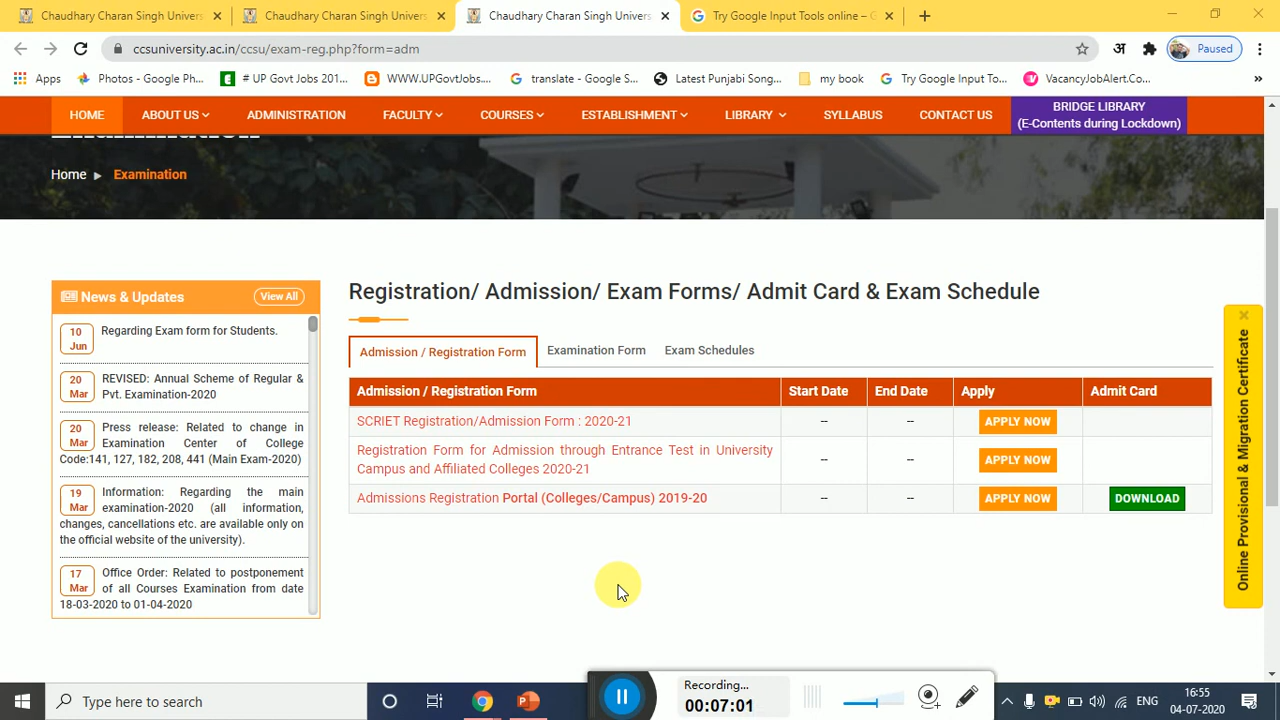 Chaudhary Charan Singh Univers
Chaudhary Charan Singh Univers
Chaudhary Charan Singh Univers
Try Google Input Tools online – G
ccsuniversity.ac.in/ccsu/exam-reg.php?form=adm
अ
Paused
Apps
Photos - Google Ph...
# UP Govt Jobs 201...
WWW.UPGovtJobs....
translate - Google S...
Latest Punjabi Song...
my book
Try Google Input To...
VacancyJobAlert.Co...
HOME
ABOUT US
ADMINISTRATION
FACULTY
COURSES
ESTABLISHMENT
LIBRARY
SYLLABUS
CONTACT US
BRIDGE LIBRARY
(E-Contents during Lockdown)
Examination
Home ▸ Examination
News & Updates
View All
10 Jun
Regarding Exam form for Students.
20 Mar
REVISED: Annual Scheme of Regular &
Pvt. Examination-2020
20 Mar
Press release: Related to change in
Examination Center of College
Code:141, 127, 182, 208, 441 (Main Exam-2020)
19 Mar
Information: Regarding the main
examination-2020 (all information,
changes, cancellations etc. are available only on
the official website of the university).
17 Mar
Office Order: Related to postponement
of all Courses Examination from date
18-03-2020 to 01-04-2020
Registration/ Admission/ Exam Forms/ Admit Card & Exam Schedule
Admission / Registration Form
Examination Form
Exam Schedules
Admission / Registration Form Start Date End Date Apply Admit Card
SCRIET Registration/Admission Form : 2020-21 -- -- APPLY NOW
Registration Form for Admission through Entrance Test in University
Campus and Affiliated Colleges 2020-21 -- -- APPLY NOW
Admissions Registration Portal (Colleges/Campus) 2019-20 -- -- APPLY NOW DOWNLOAD
Online Provisional & Migration Certificate
Type here to search
Recording...
00:07:01
ENG
16:55
04-07-2020